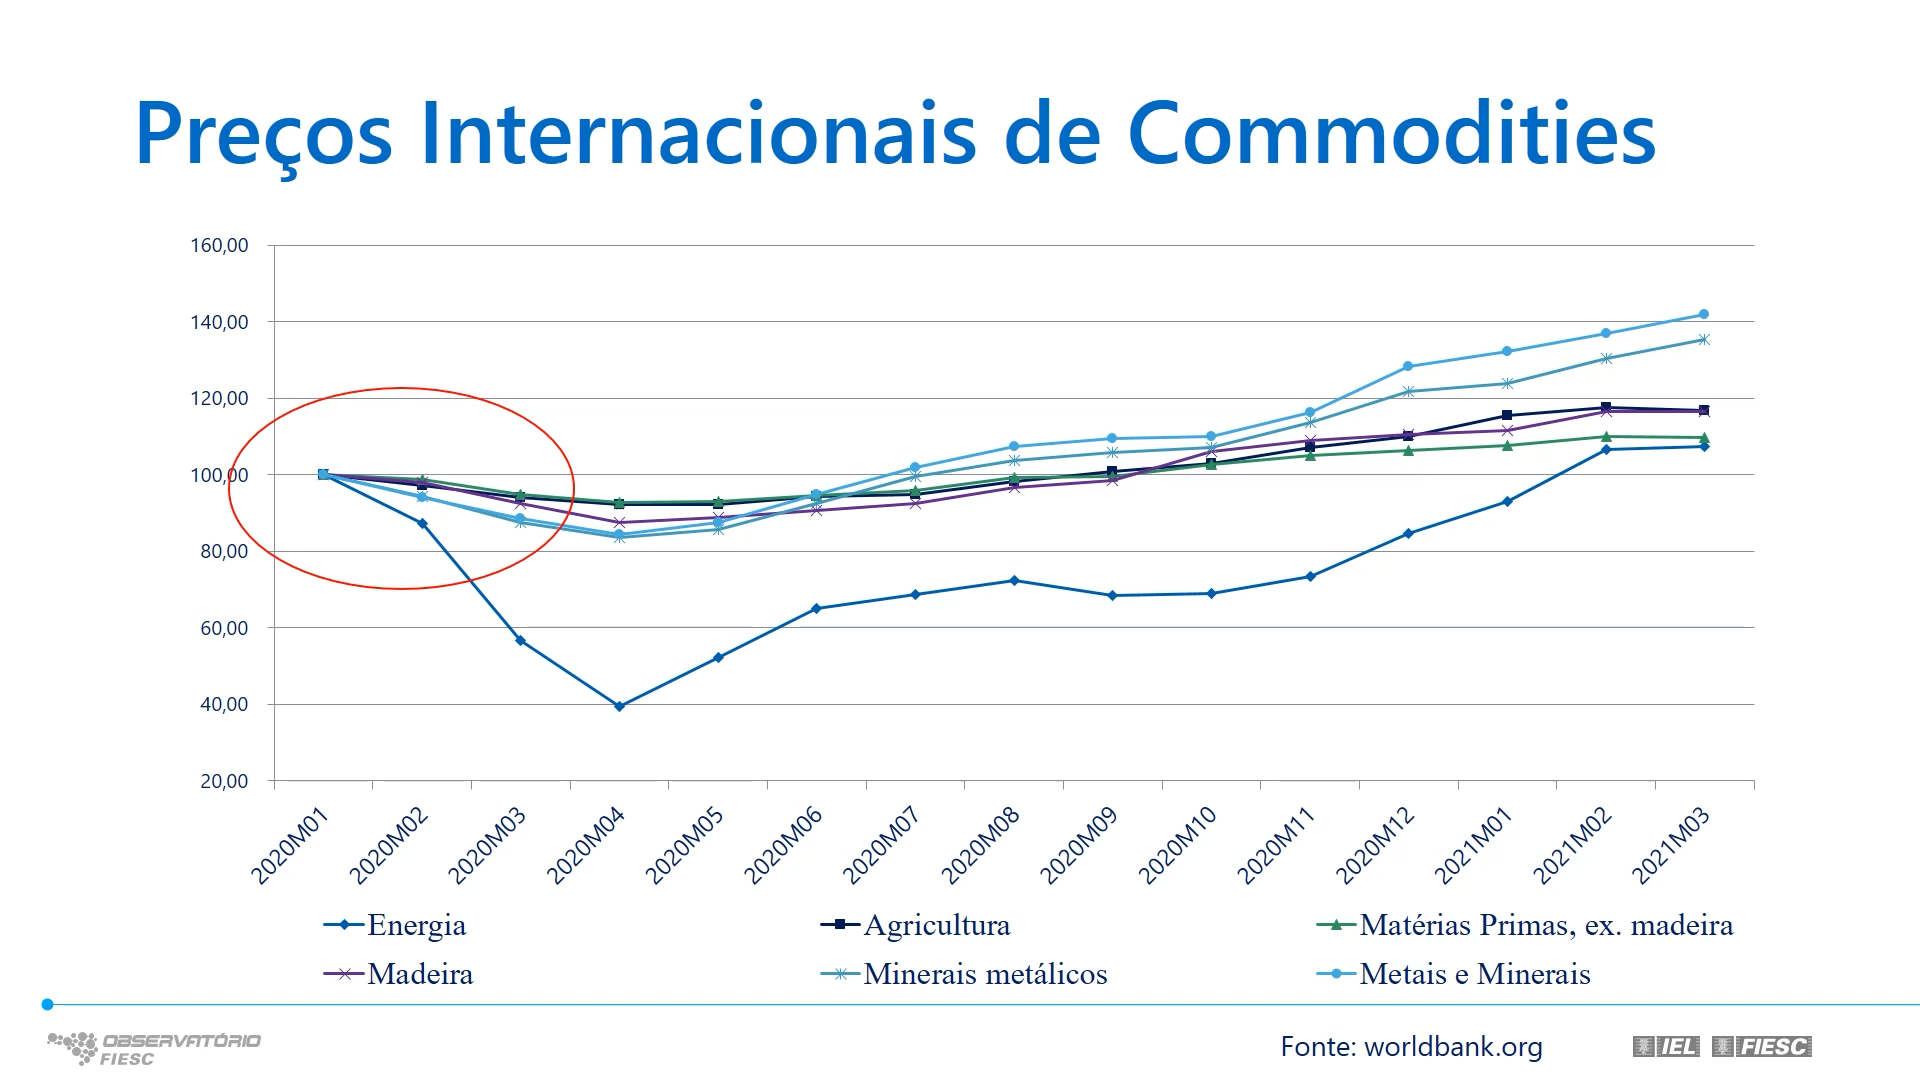 Preços Internacionais de Commodities
160,00
140,00
120,00
100,00
80,00
60,00
40,00
20,00
2020M01
2020M02
2020M03
2020M04
2020M05
2020M06
2020M07
2020M08
2020M09
2020M10
2020M11
2020M12
2021M01
2021M02
2021M03
Energia
Agricultura
Matérias Primas, ex. madeira
Madeira
Minerais metálicos
Metais e Minerais
OBSERVATÓRIO
FIESC
Fonte: worldbank.org
IEL
FIESC